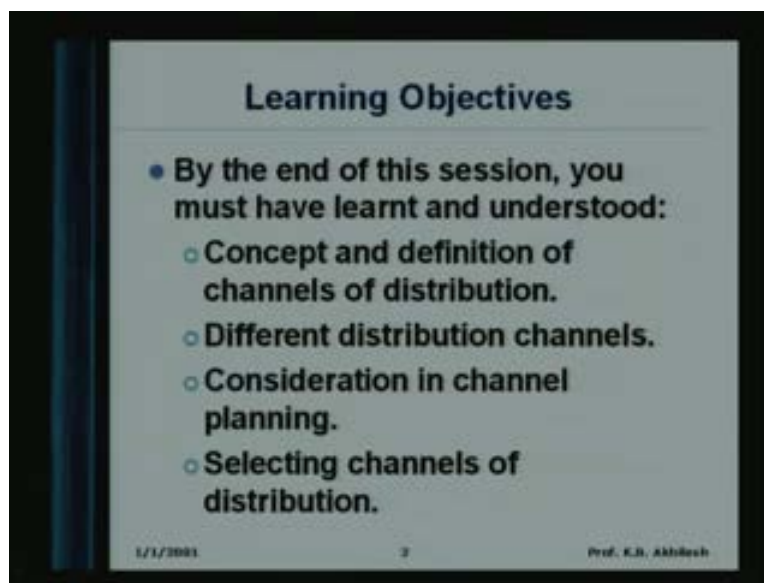 Learning Objectives
By the end of this session, you
must have learnt and understood:
Concept and definition of
channels of distribution.
Different distribution channels.
Consideration in channel
planning.
Selecting channels of
distribution.
1/1/2001 2 Prof. K.B. Akhilesh